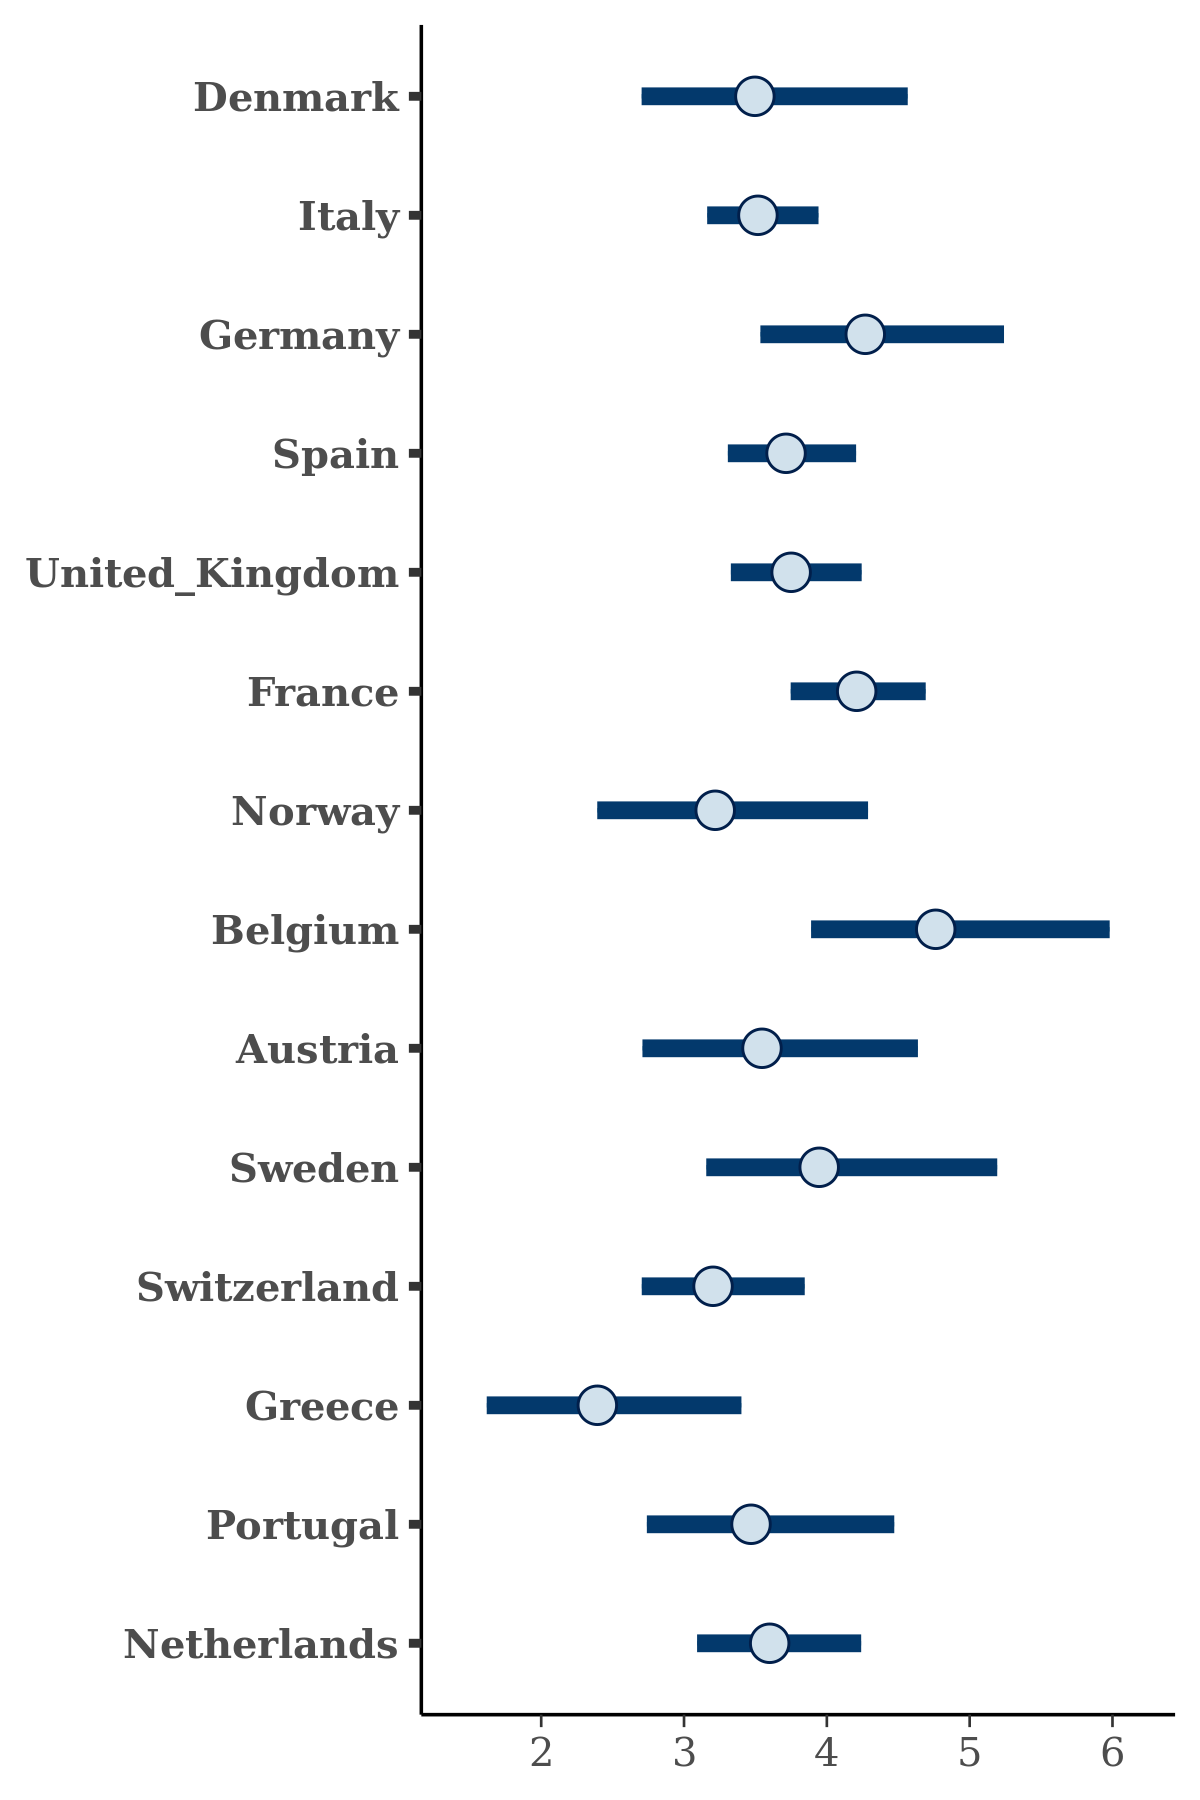 Denmark
Italy
Germany
Spain
United_Kingdom
France
Norway
Belgium
Austria
Sweden
Switzerland
Greece
Portugal
Netherlands
2 3 4 5 6